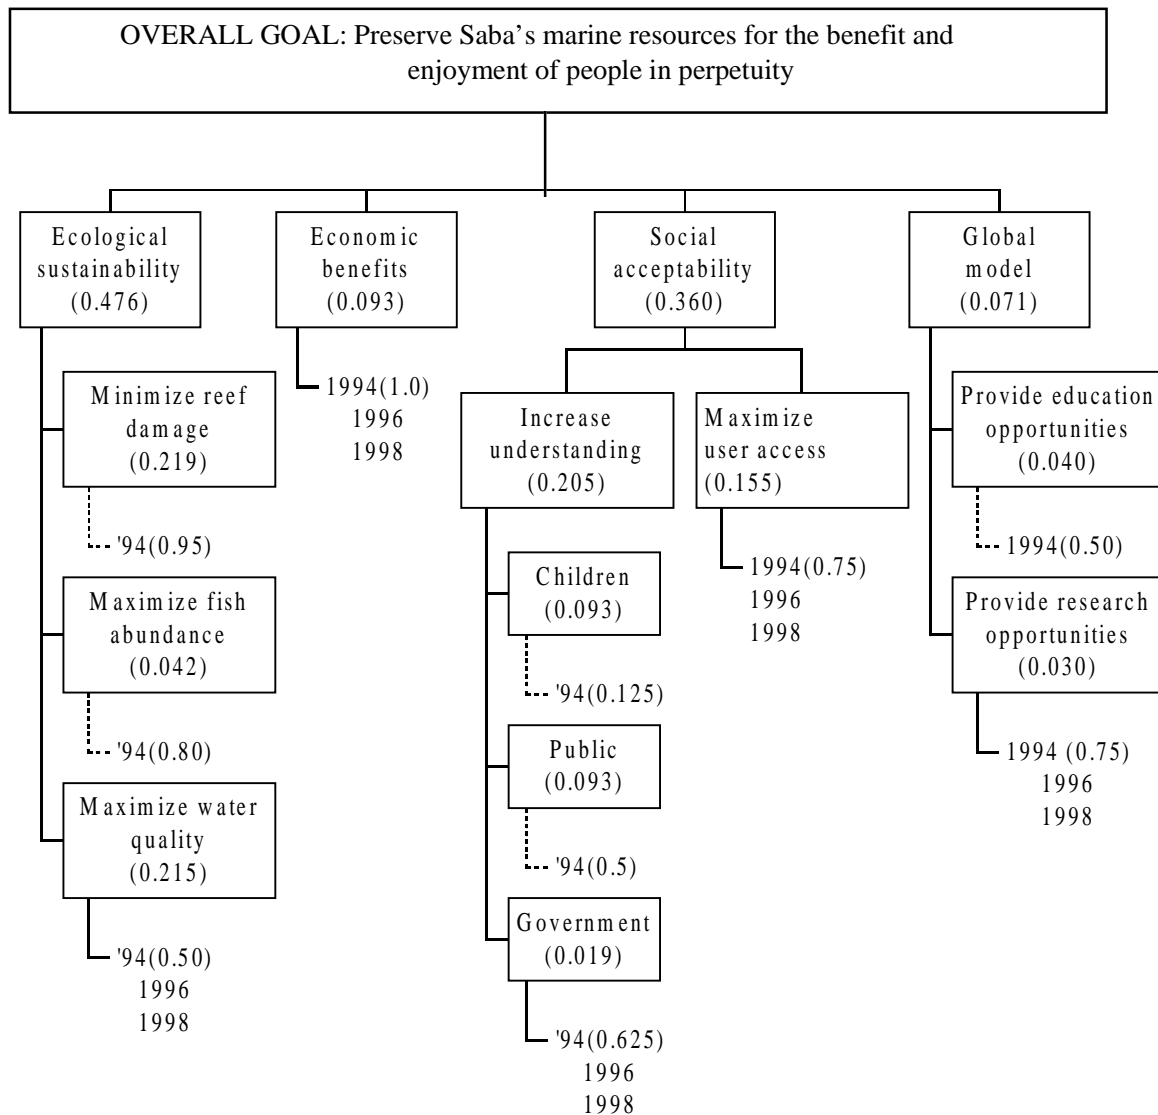 OVERALL GOAL: Preserve Saba's marine resources for the benefit and
enjoyment of people in perpetuity
Ecological
sustainability
(0.476)
Minimize reef
damage
(0.219)
'94(0.95)
Maximize fish
abundance
(0.042)
'94(0.80)
Maximize water
quality
(0.215)
'94(0.50)
1996
1998
Economic
benefits
(0.093)
1994(1.0)
1996
1998
Social
acceptability
(0.360)
Increase
understanding
(0.205)
Children
(0.093)
'94(0.125)
Public
(0.093)
'94(0.5)
Government
(0.019)
'94(0.625)
1996
1998
Maximize
user access
(0.155)
1994(0.75)
1996
1998
Global
model
(0.071)
Provide education
opportunities
(0.040)
1994(0.50)
Provide research
opportunities
(0.030)
1994 (0.75)
1996
1998